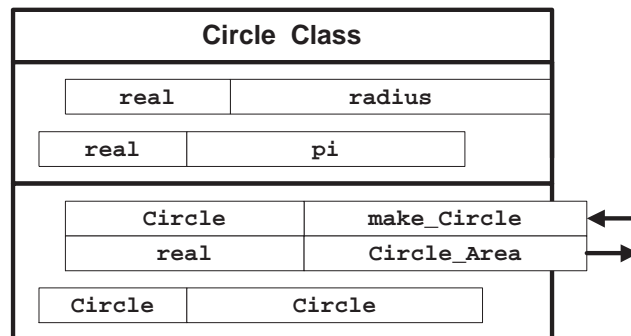 Circle Class
real radius
real pi
Circle make_Circle
real Circle_Area
Circle Circle